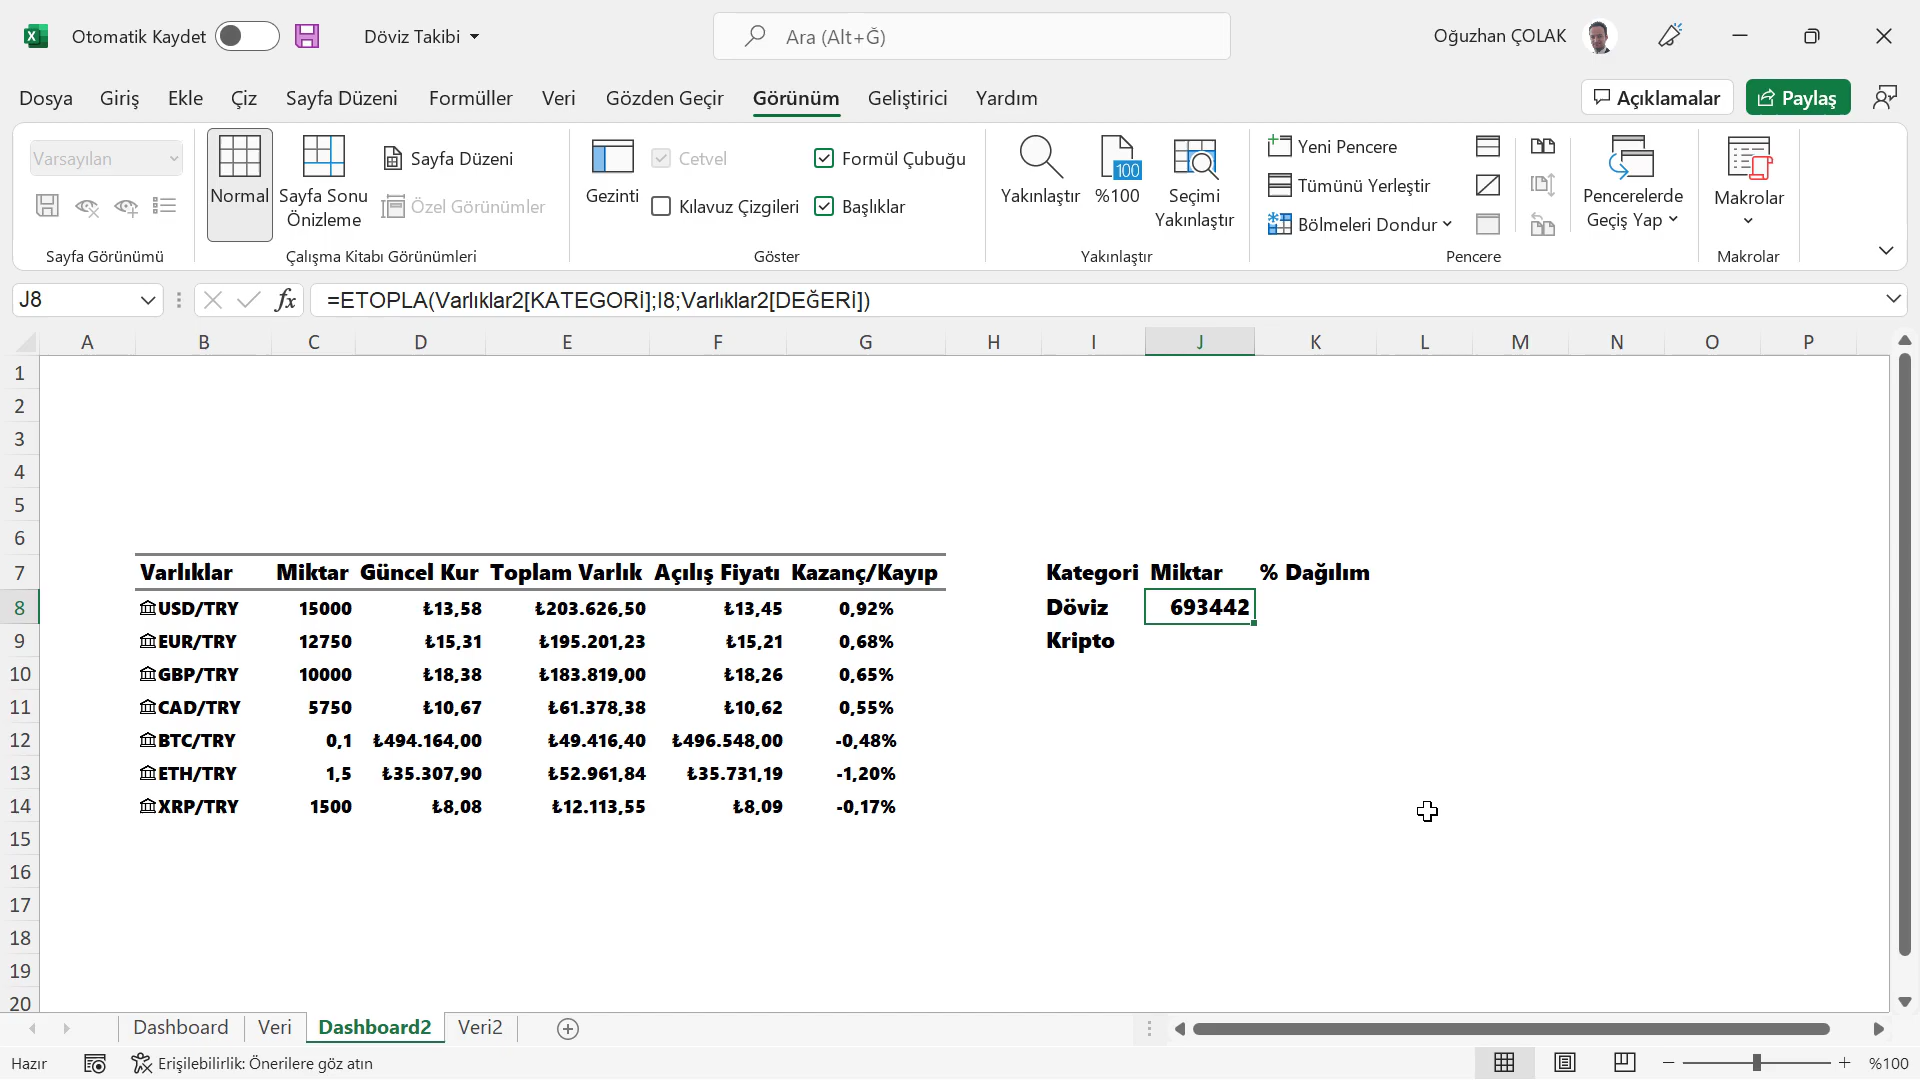 Otomatik Kaydet
Döviz Takibi
Ara (Alt+Ğ)
Oğuzhan ÇOLAK
Dosya Giriş Ekle Çiz Sayfa Düzeni Formüller Veri Gözden Geçir Görünüm Geliştirici Yardım
Açıklamalar
Paylaş
Varsayılan
Sayfa Görünümü
Normal
Sayfa Sonu
Önizleme
Sayfa Düzeni
Özel Görünümler
Çalışma Kitabı Görünümleri
Gezinti
Cetvel
Formül Çubuğu
Kılavuz Çizgileri
Başlıklar
Göster
Yakınlaştır
100
%100
Seçimi
Yakınlaştır
Yakınlaştır
Yeni Pencere
Tümünü Yerleştir
Bölmeleri Dondur
Pencerelerde
Geçiş Yap
Pencere
Makrolar
Makrolar
J8
fx
=ETOPLA(Varlıklar2[KATEGORİ];I8;Varlıklar2[DEĞERİ])
A B C D E F G H I J K L M N O P
1
2
3
4
5
6
7 Varlıklar Miktar Güncel Kur Toplam Varlık Açılış Fiyatı Kazanç/Kayıp Kategori Miktar % Dağılım
8 USD/TRY 15000 ₺13,58 ₺203.626,50 ₺13,45 0,92% Döviz 693442
9 EUR/TRY 12750 ₺15,31 ₺195.201,23 ₺15,21 0,68% Kripto
10 GBP/TRY 10000 ₺18,38 ₺183.819,00 ₺18,26 0,65%
11 CAD/TRY 5750 ₺10,67 ₺61.378,38 ₺10,62 0,55%
12 BTC/TRY 0,1 ₺494.164,00 ₺49.416,40 ₺496.548,00 -0,48%
13 ETH/TRY 1,5 ₺35.307,90 ₺52.961,84 ₺35.731,19 -1,20%
14 XRP/TRY 1500 ₺8,08 ₺12.113,55 ₺8,09 -0,17%
15
16
17
18
19
20
Dashboard Veri Dashboard2 Veri2
Hazır
Erişilebilirlik: Önerilere göz atın
%100